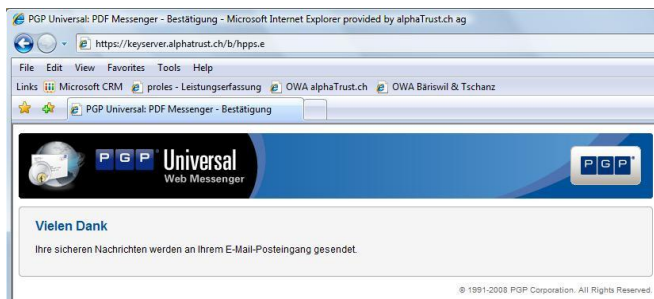 PGP Universal: PDF Messenger - Bestätigung - Microsoft Internet Explorer provided by alphaTrust.ch ag
https://keyserver.alphatrust.ch/b/hpps.e
File Edit View Favorites Tools Help
Links Microsoft CRM proles - Leistungserfassung OWA alphaTrust.ch OWA Bäriswil & Tschanz
PGP Universal: PDF Messenger - Bestätigung
PGP Universal
Web Messenger
PGP
Vielen Dank
Ihre sicheren Nachrichten werden an Ihrem E-Mail-Posteingang gesendet.
© 1991-2008 PGP Corporation. All Rights Reserved.